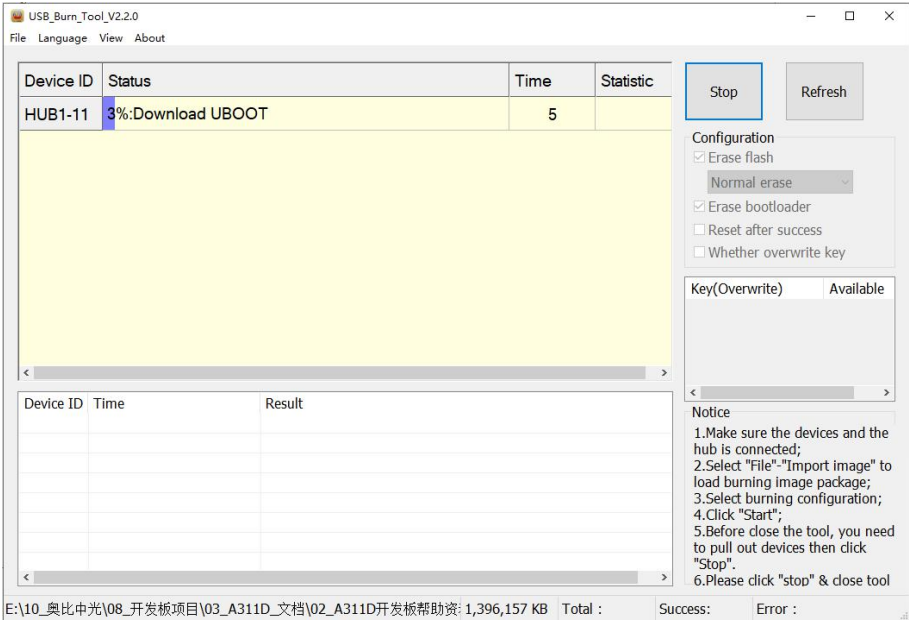 USB_Burn_Tool_V2.2.0
File Language View About
Device ID Status Time Statistic
HUB1-11 3%:Download UBOOT 5
Stop Refresh
Configuration
Erase flash
Normal erase
Erase bootloader
Reset after success
Whether overwrite key
Key(Overwrite) Available
Device ID Time Result
Notice
1.Make sure the devices and the
hub is connected;
2.Select "File"-"Import image" to
load burning image package;
3.Select burning configuration;
4.Click "Start";
5.Before close the tool, you need
to pull out devices then click
"Stop".
6.Please click "stop" & close tool
E:\10_奥比中光\08_开发板项目\03_A311D_文档\02_A311D开发板帮助资 1,396,157 KB Total : Success: Error :